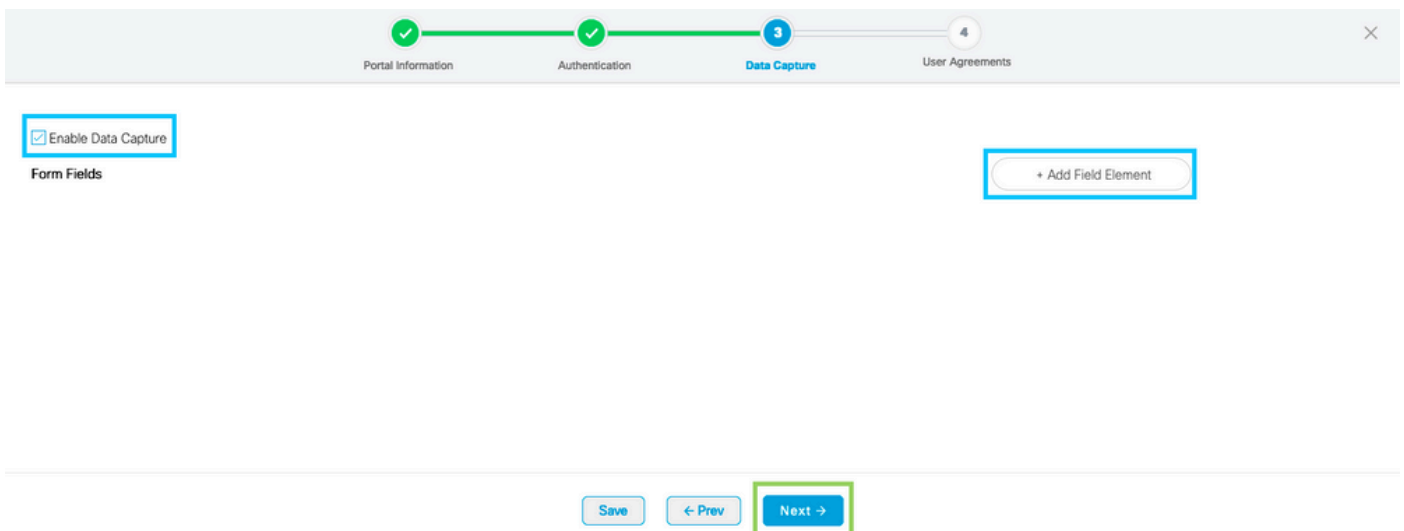 3
4
Portal Information
Authentication
Data Capture
User Agreements
Enable Data Capture
Form Fields
+ Add Field Element
Save
← Prev
Next →